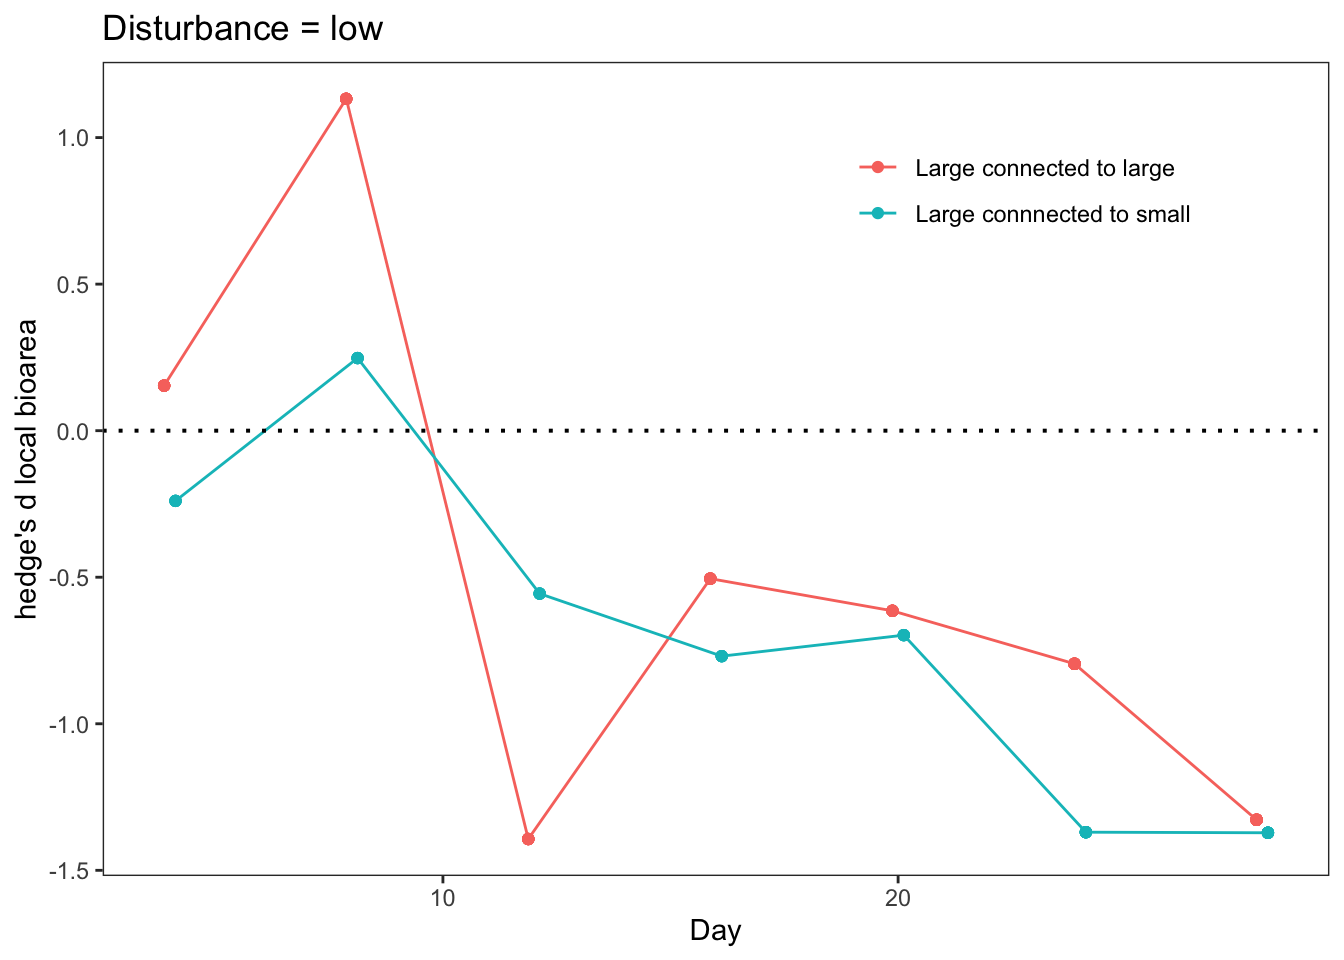 Disturbance = low
hedge's d local bioarea
1.0
0.5
0.0
-0.5
-1.0
-1.5
Large connected to large
Large connnected to small
10
20
Day